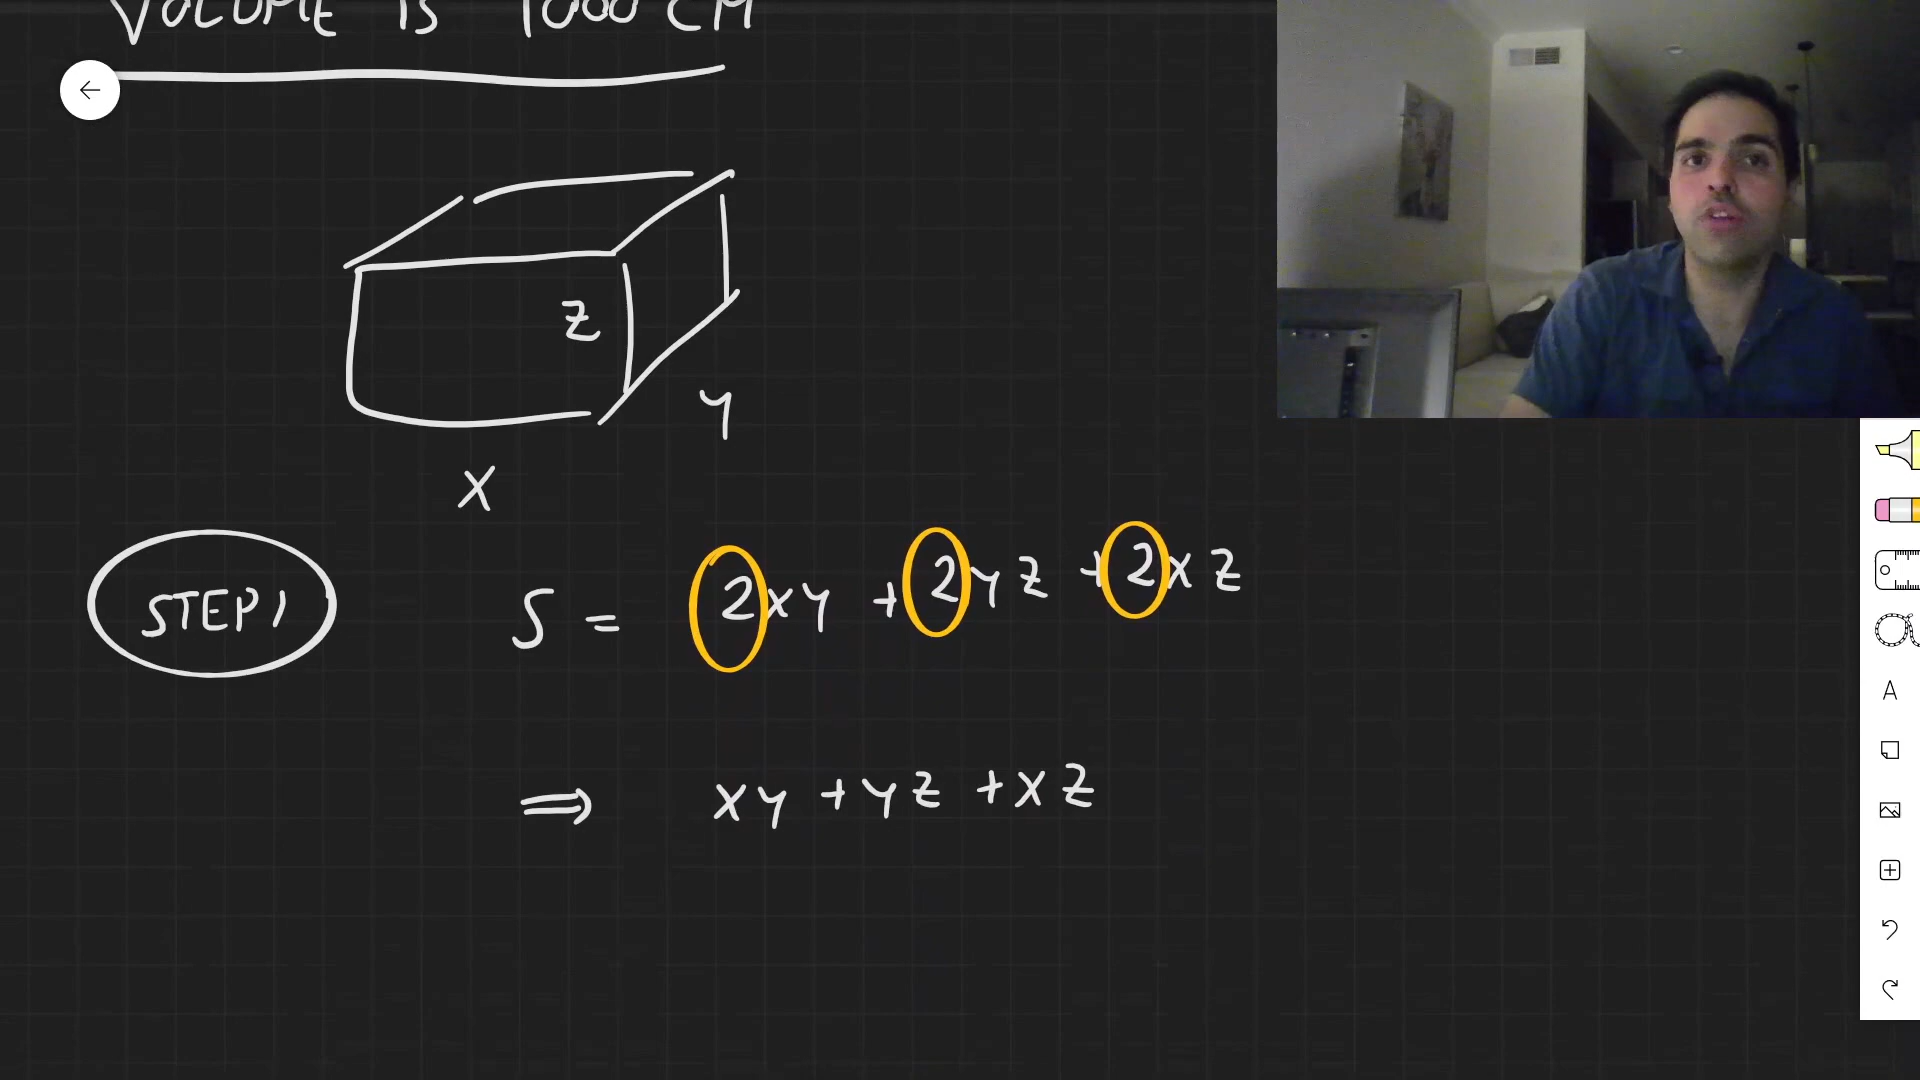 VOLUME IS 1000 CM
Z
Y
X
STEP 1
S = 2xy + 2yz + 2xz
⇒ xy + yz + xz
A